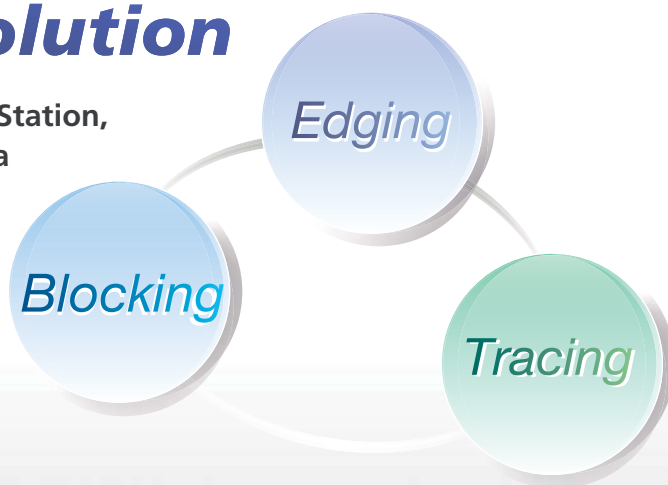 olution
Station,
a
Edging
Blocking
Tracing